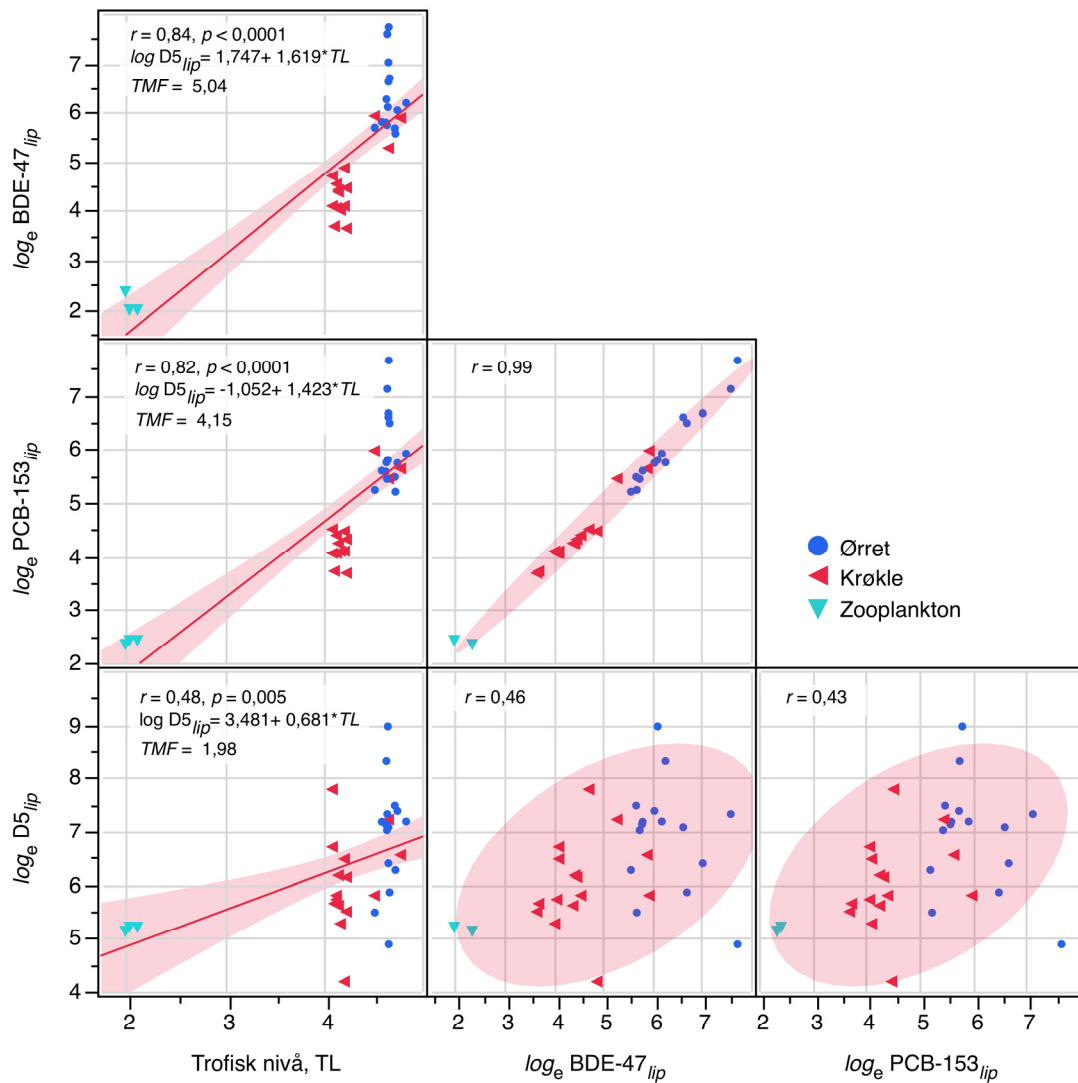 r = 0,84, p < 0,0001
log D5lip= 1,747+ 1,619*TL
TMF = 5,04
7
6
5
4
3
2
loge BDE-47lip
r = 0,82, p < 0,0001
log D5lip= -1,052+ 1,423*TL
TMF = 4,15
r = 0,99
7
6
5
4
3
2
loge PCB-153lip
Ørret
Krøkle
Zooplankton
r = 0,48, p = 0,005
log D5lip= 3,481+ 0,681*TL
TMF = 1,98
r = 0,46
r = 0,43
9
8
7
6
5
4
loge D5lip
2 3 4
2 3 4 5 6 7
2 3 4 5 6 7
Trofisk nivå, TL
loge BDE-47lip
loge PCB-153lip